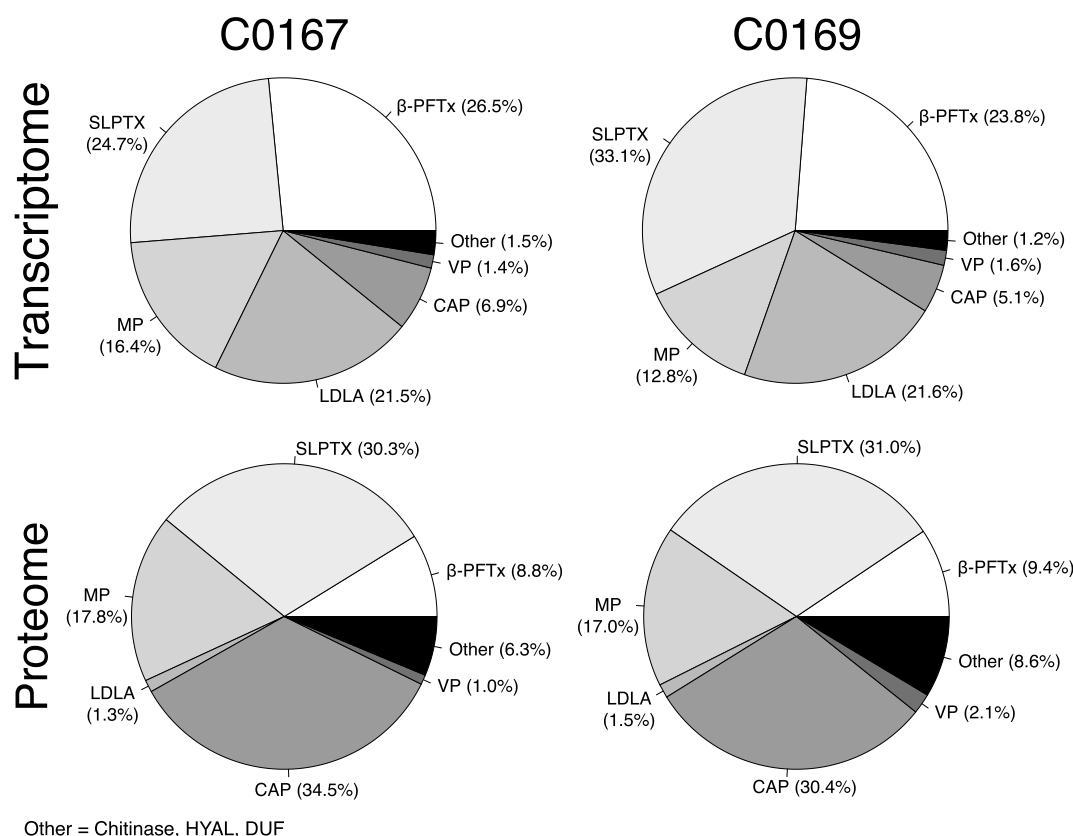 C0167
C0169
Transcriptome
β-PFTx (26.5%)
SLPTX
(24.7%)
Other (1.5%)
VP (1.4%)
CAP (6.9%)
MP
(16.4%)
LDLA (21.5%)
β-PFTx (23.8%)
SLPTX
(33.1%)
Other (1.2%)
VP (1.6%)
CAP (5.1%)
MP
(12.8%)
LDLA (21.6%)
Proteome
SLPTX (30.3%)
β-PFTx (8.8%)
MP
(17.8%)
Other (6.3%)
VP (1.0%)
LDLA
(1.3%)
CAP (34.5%)
SLPTX (31.0%)
β-PFTx (9.4%)
MP
(17.0%)
Other (8.6%)
LDLA
(1.5%)
VP (2.1%)
CAP (30.4%)
Other = Chitinase, HYAL, DUF